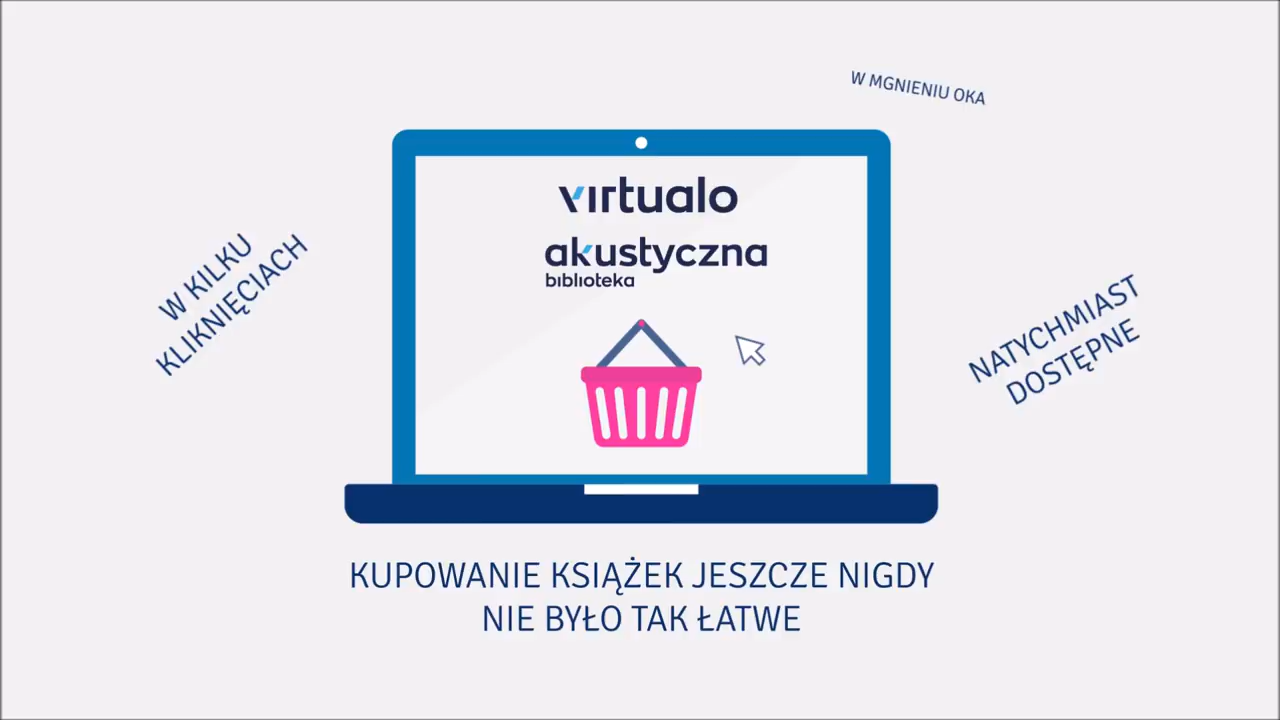 W MGNIENIU OKA
virtualo
akustyczna
biblioteka
W KILKU
KLIKNIĘCIACH
NATYCHMIAST
DOSTĘPNE
KUPOWANIE KSIĄŻEK JESZCZE NIGDY
NIE BYŁO TAK ŁATWE